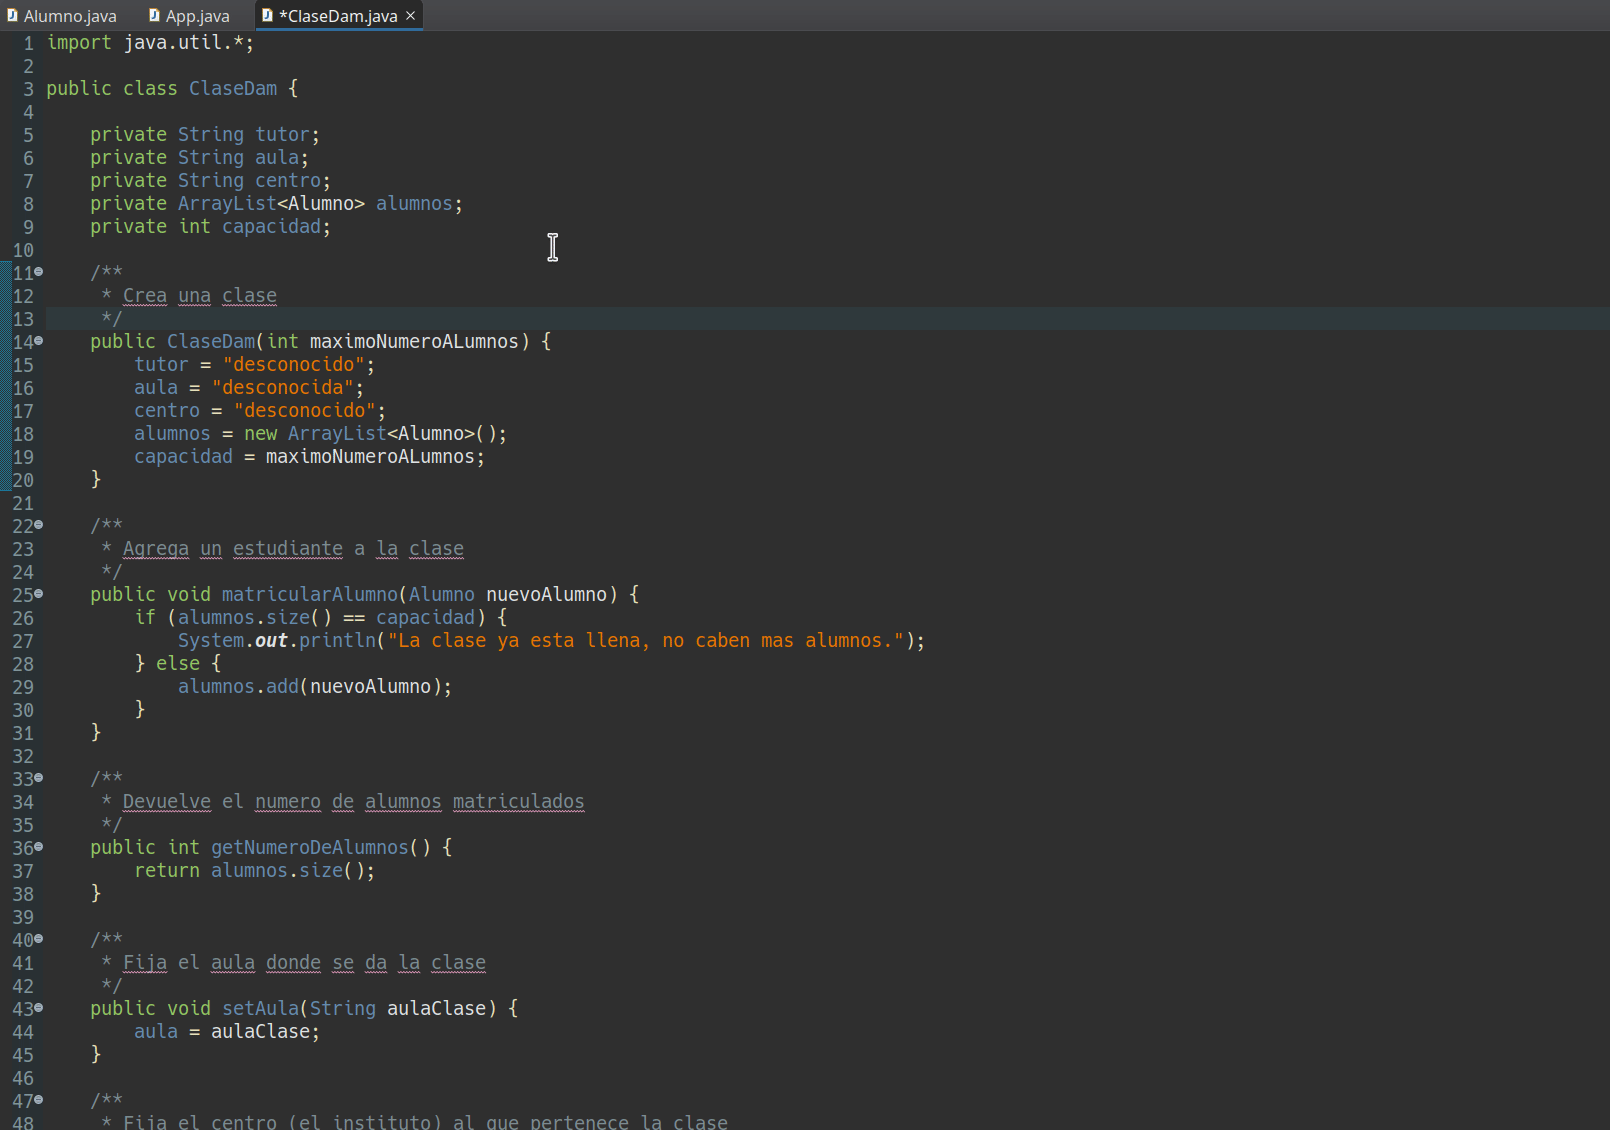 Alumno.java App.java *ClaseDam.java ×
1 import java.util.*;
2
3 public class ClaseDam {
4
5     private String tutor;
6     private String aula;
7     private String centro;
8     private ArrayList<Alumno> alumnos;
9     private int capacidad;
10
11     /**
12      * Crea una clase
13      */
14     public ClaseDam(int maximoNumeroALumnos) {
15         tutor = "desconocido";
16         aula = "desconocida";
17         centro = "desconocido";
18         alumnos = new ArrayList<Alumno>();
19         capacidad = maximoNumeroALumnos;
20     }
21
22     /**
23      * Agrega un estudiante a la clase
24      */
25     public void matricularAlumno(Alumno nuevoAlumno) {
26         if (alumnos.size() == capacidad) {
27             System.out.println("La clase ya esta llena, no caben mas alumnos.");
28         } else {
29             alumnos.add(nuevoAlumno);
30         }
31     }
32
33     /**
34      * Devuelve el numero de alumnos matriculados
35      */
36     public int getNumeroDeAlumnos() {
37         return alumnos.size();
38     }
39
40     /**
41      * Fija el aula donde se da la clase
42      */
43     public void setAula(String aulaClase) {
44         aula = aulaClase;
45     }
46
47     /**
48      * Fija el centro (el instituto) al que pertenece la clase